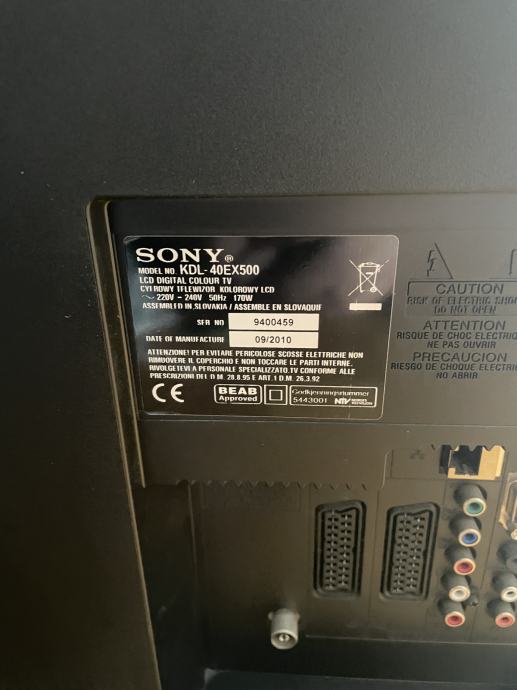 SONY®
MODEL NO. KDL-40EX500
LCD DIGITAL COLOUR TV
CYFROWY TELEWIZOR KOLOROWY LCD
~ 220V - 240V 50Hz 170W
ASSEMBLED IN SLOVAKIA / ASSEMBLE EN SLOVAQUIE
SER NO 9400459
DATE OF MANUFACTURE 09/2010
ATTENZIONE! PER EVITARE PERICOLOSE SCOSSE ELETTRICHE NON
RIMUOVERE IL COPERCHIO E NON TOCCARE LE PARTI INTERNE.
RIVOLGETEVI A PERSONALE SPECIALIZZATO.TV CONFORME ALLE
PRESCRIZIONI DEL D.M. 28.8.95 E ART.1 D.M. 26.3.92
CE
BEAB
Approved
Godkjenningsnummer
5443001
CAUTION
RISK OF ELECTRIC SHO
DO NOT OPEN
ATTENTION
RISQUE DE CHOC ELECTRIC
NE PAS OUVRIR
PRECAUCION
RIESGO DE CHOQUE ELECTRI
NO ABRIR